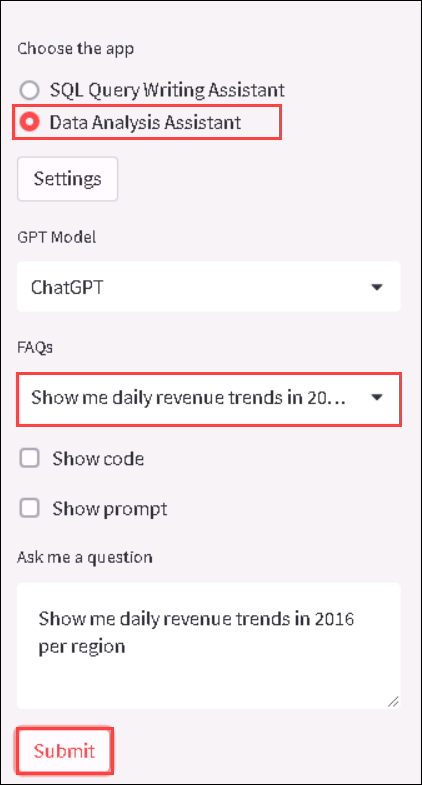 Choose the app
SQL Query Writing Assistant
Data Analysis Assistant
Settings
GPT Model
ChatGPT
FAQs
Show me daily revenue trends in 20...
Show code
Show prompt
Ask me a question
Show me daily revenue trends in 2016
per region
Submit